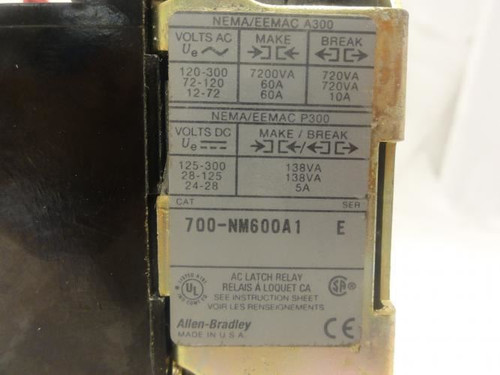 NEMA/EEMAC A300
VOLTS AC MAKE BREAK
Ue
120-300 7200VA 720VA
72-120 60A 720VA
12-72 60A 10A
NEMA/EEMAC P300
VOLTS DC MAKE / BREAK
Ue /
125-300 138VA
28-125 138VA
24-28 5A
CAT SER
700-NM600A1 E
UL
AC LATCH RELAY
RELAIS À LOQUET CA
SEE INSTRUCTION SHEET
VOIR LES RENSEIGNEMENTS
Allen-Bradley
MADE IN U.S.A.
CE